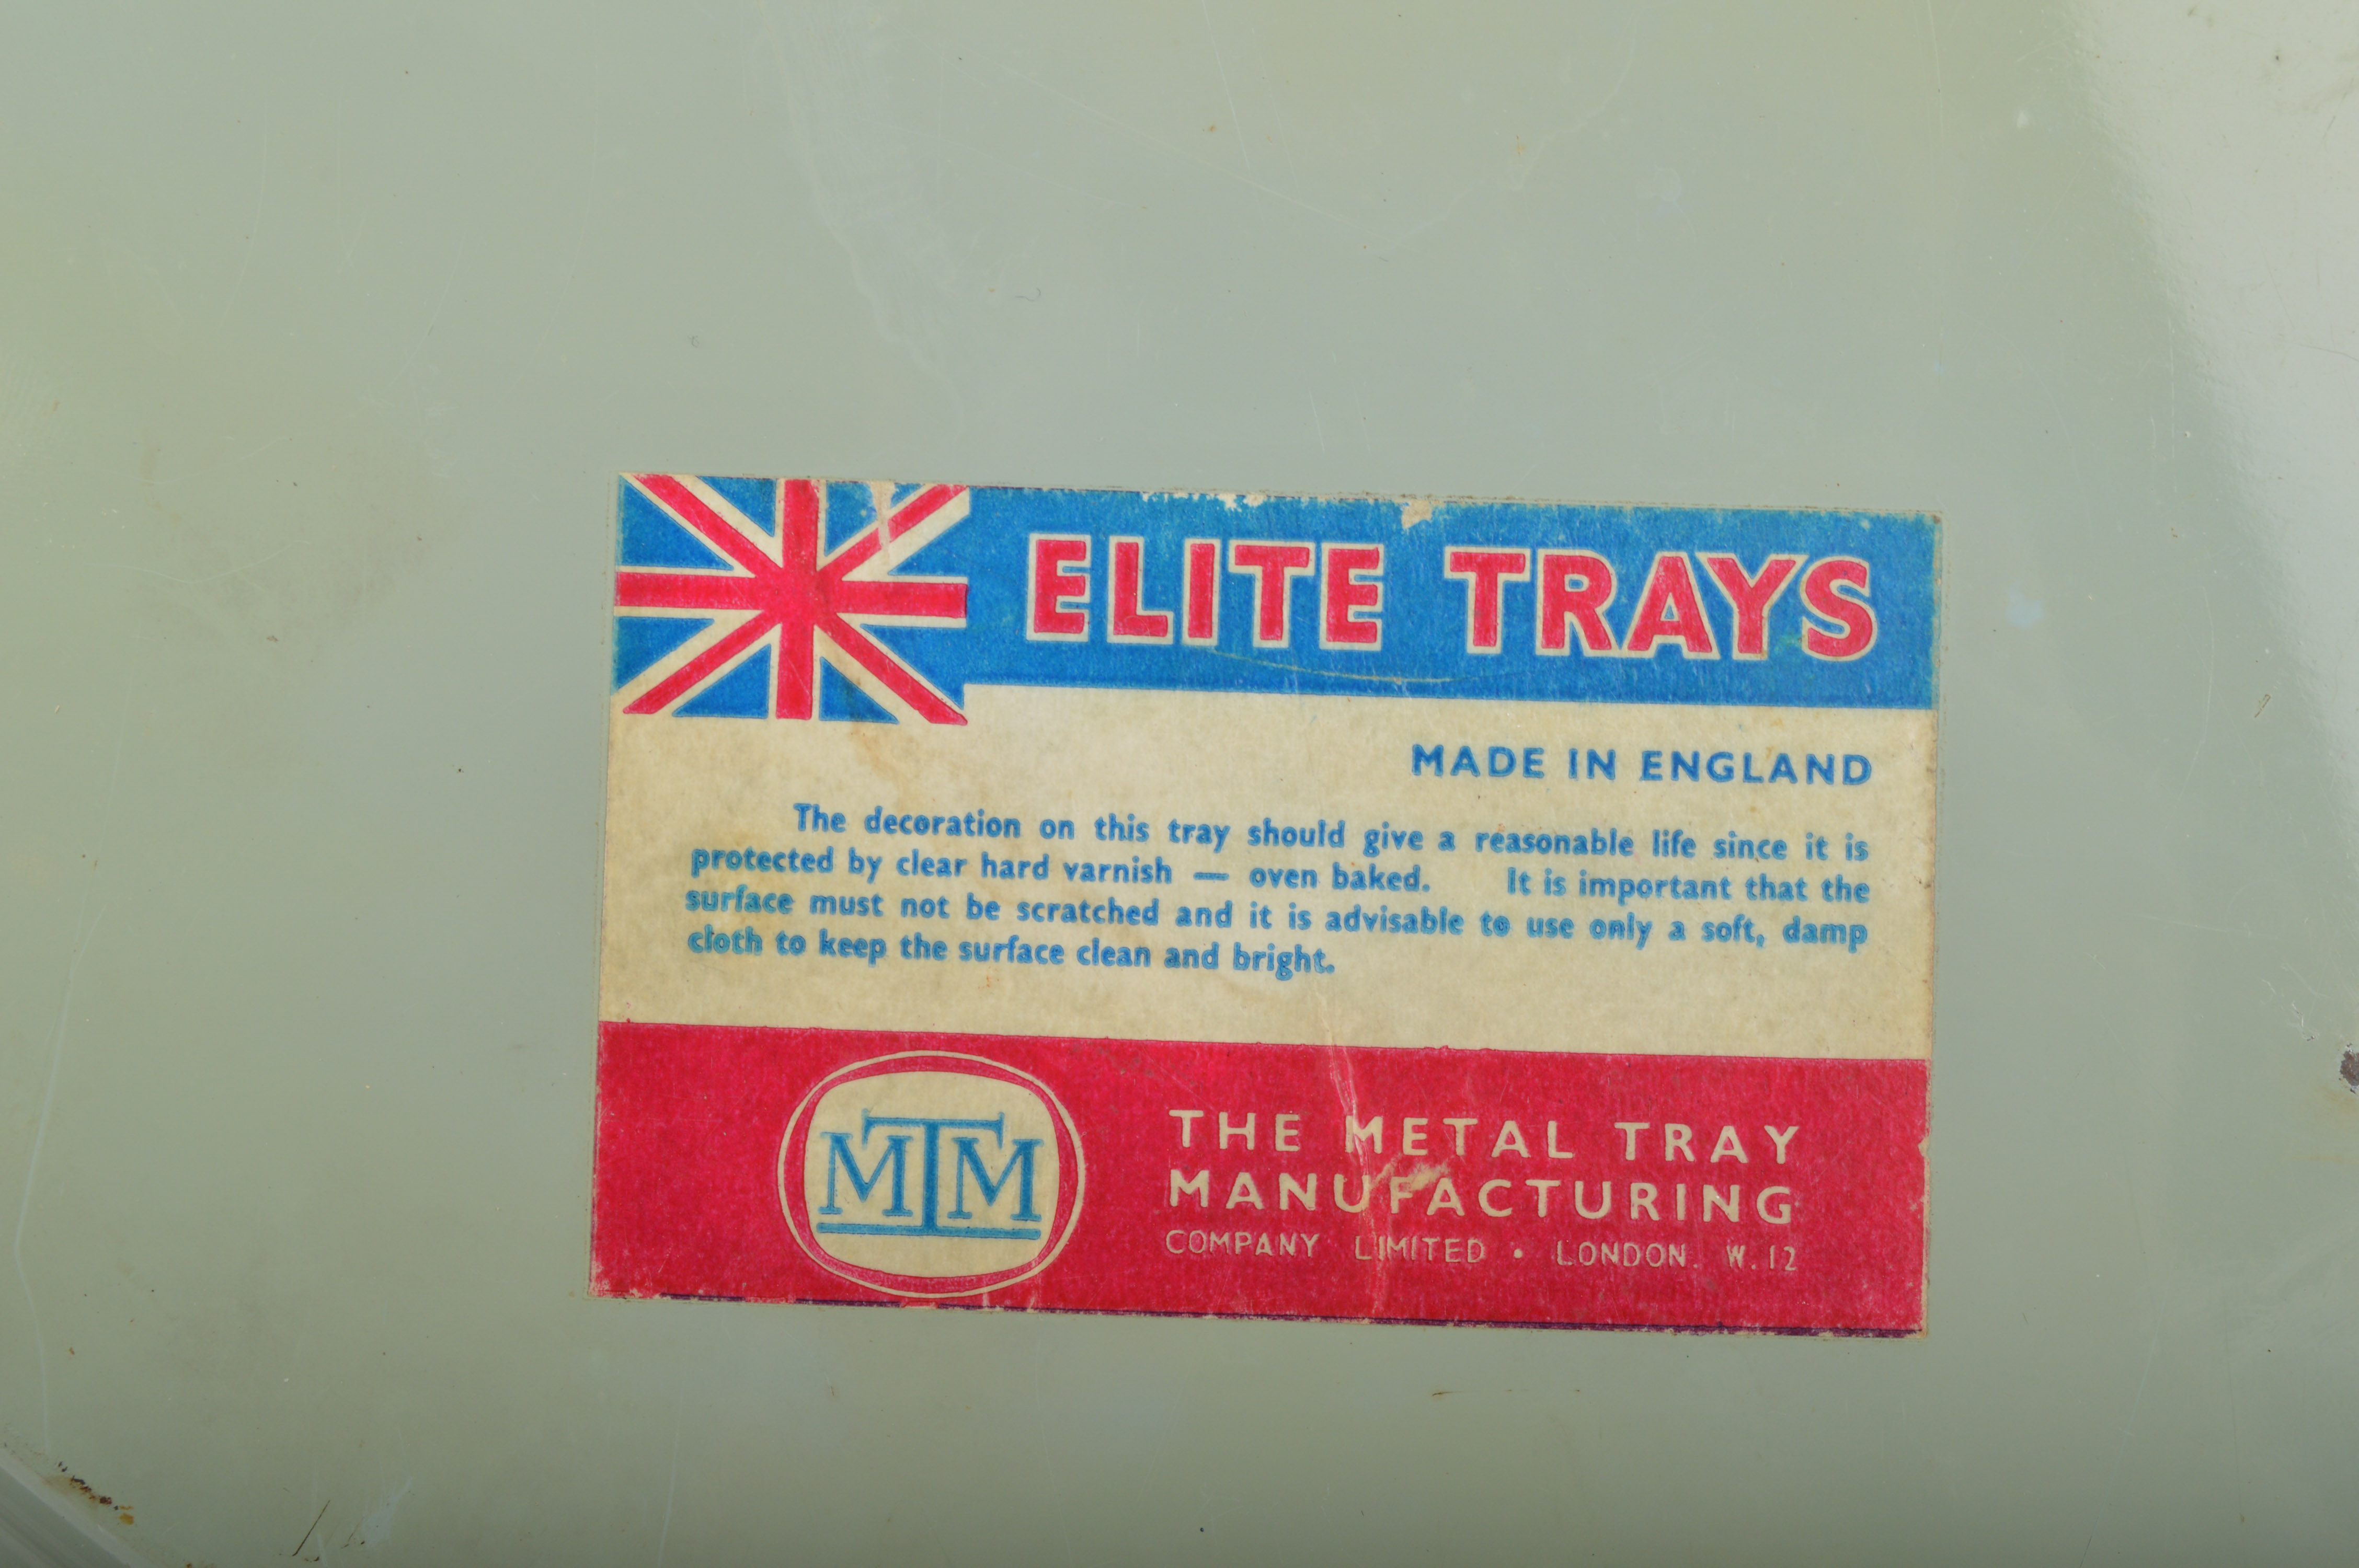 ELITE TRAYS
MADE IN ENGLAND
The decoration on this tray should give a reasonable life since it is
protected by clear hard varnish — oven baked. It is important that the
surface must not be scratched and it is advisable to use only a soft, damp
cloth to keep the surface clean and bright.
MTM
THE METAL TRAY
MANUFACTURING
COMPANY LIMITED • LONDON. W.12